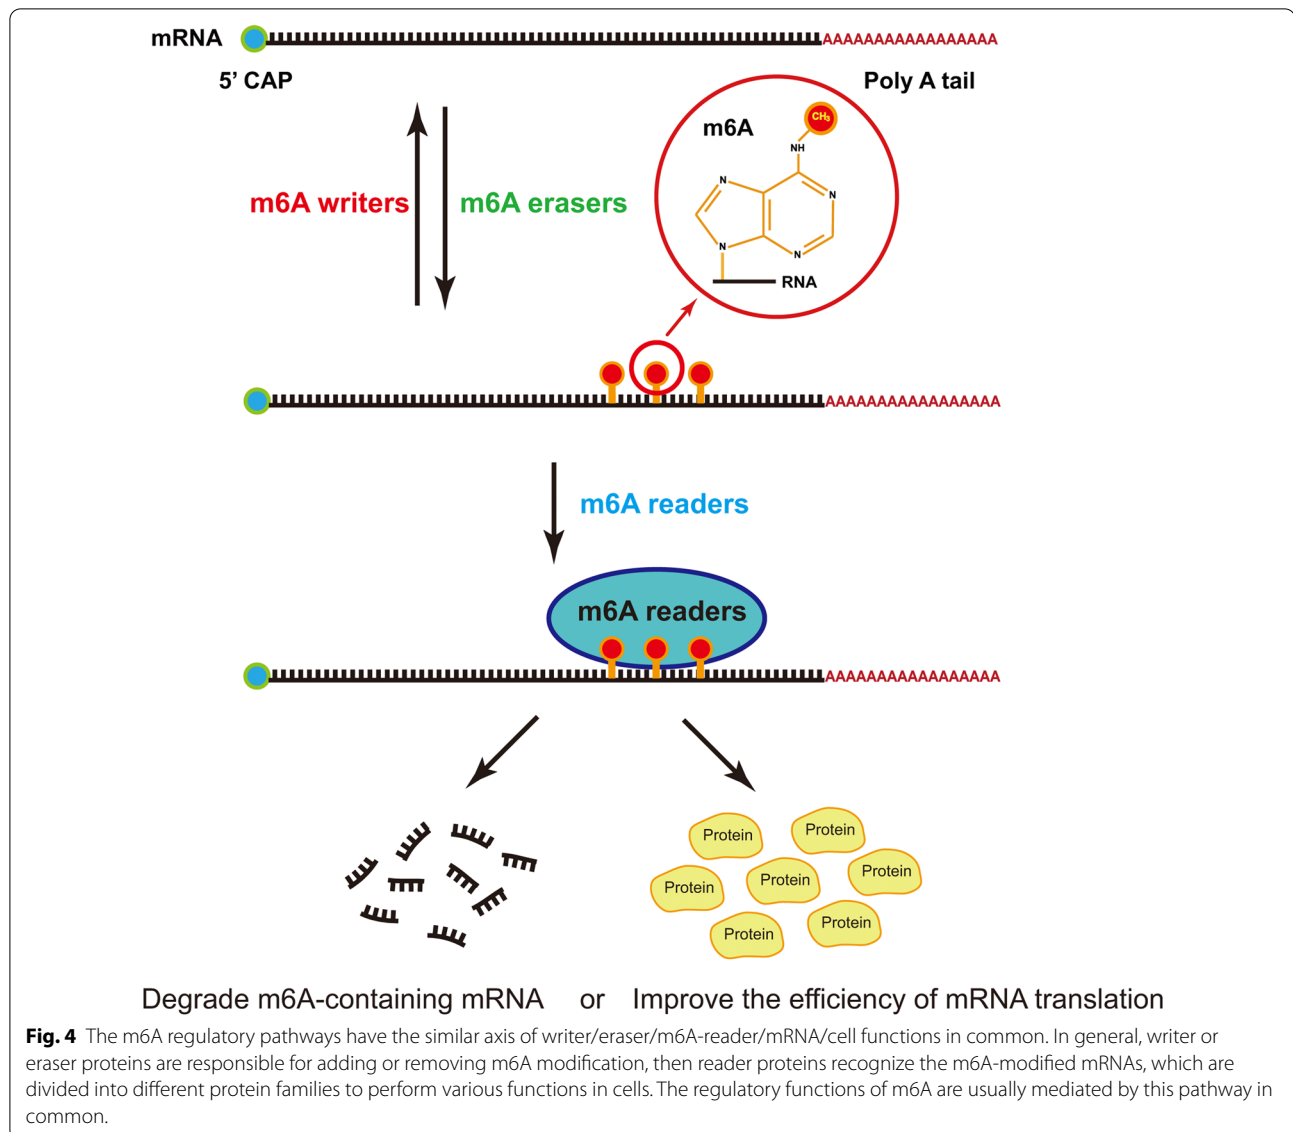 mRNA
AAAAAAAAAAAAAAAAA
5’ CAP
Poly A tail
m6A
CH3
NH
N
N
N
N
RNA
m6A writers
m6A erasers
AAAAAAAAAAAAAAAAA
m6A readers
m6A readers
AAAAAAAAAAAAAAAAA
Protein
Protein
Protein
Protein
Protein
Protein
Protein
Degrade m6A-containing mRNA or Improve the efficiency of mRNA translation
Fig. 4 The m6A regulatory pathways have the similar axis of writer/eraser/m6A-reader/mRNA/cell functions in common. In general, writer or
eraser proteins are responsible for adding or removing m6A modification, then reader proteins recognize the m6A-modified mRNAs, which are
divided into different protein families to perform various functions in cells. The regulatory functions of m6A are usually mediated by this pathway in
common.